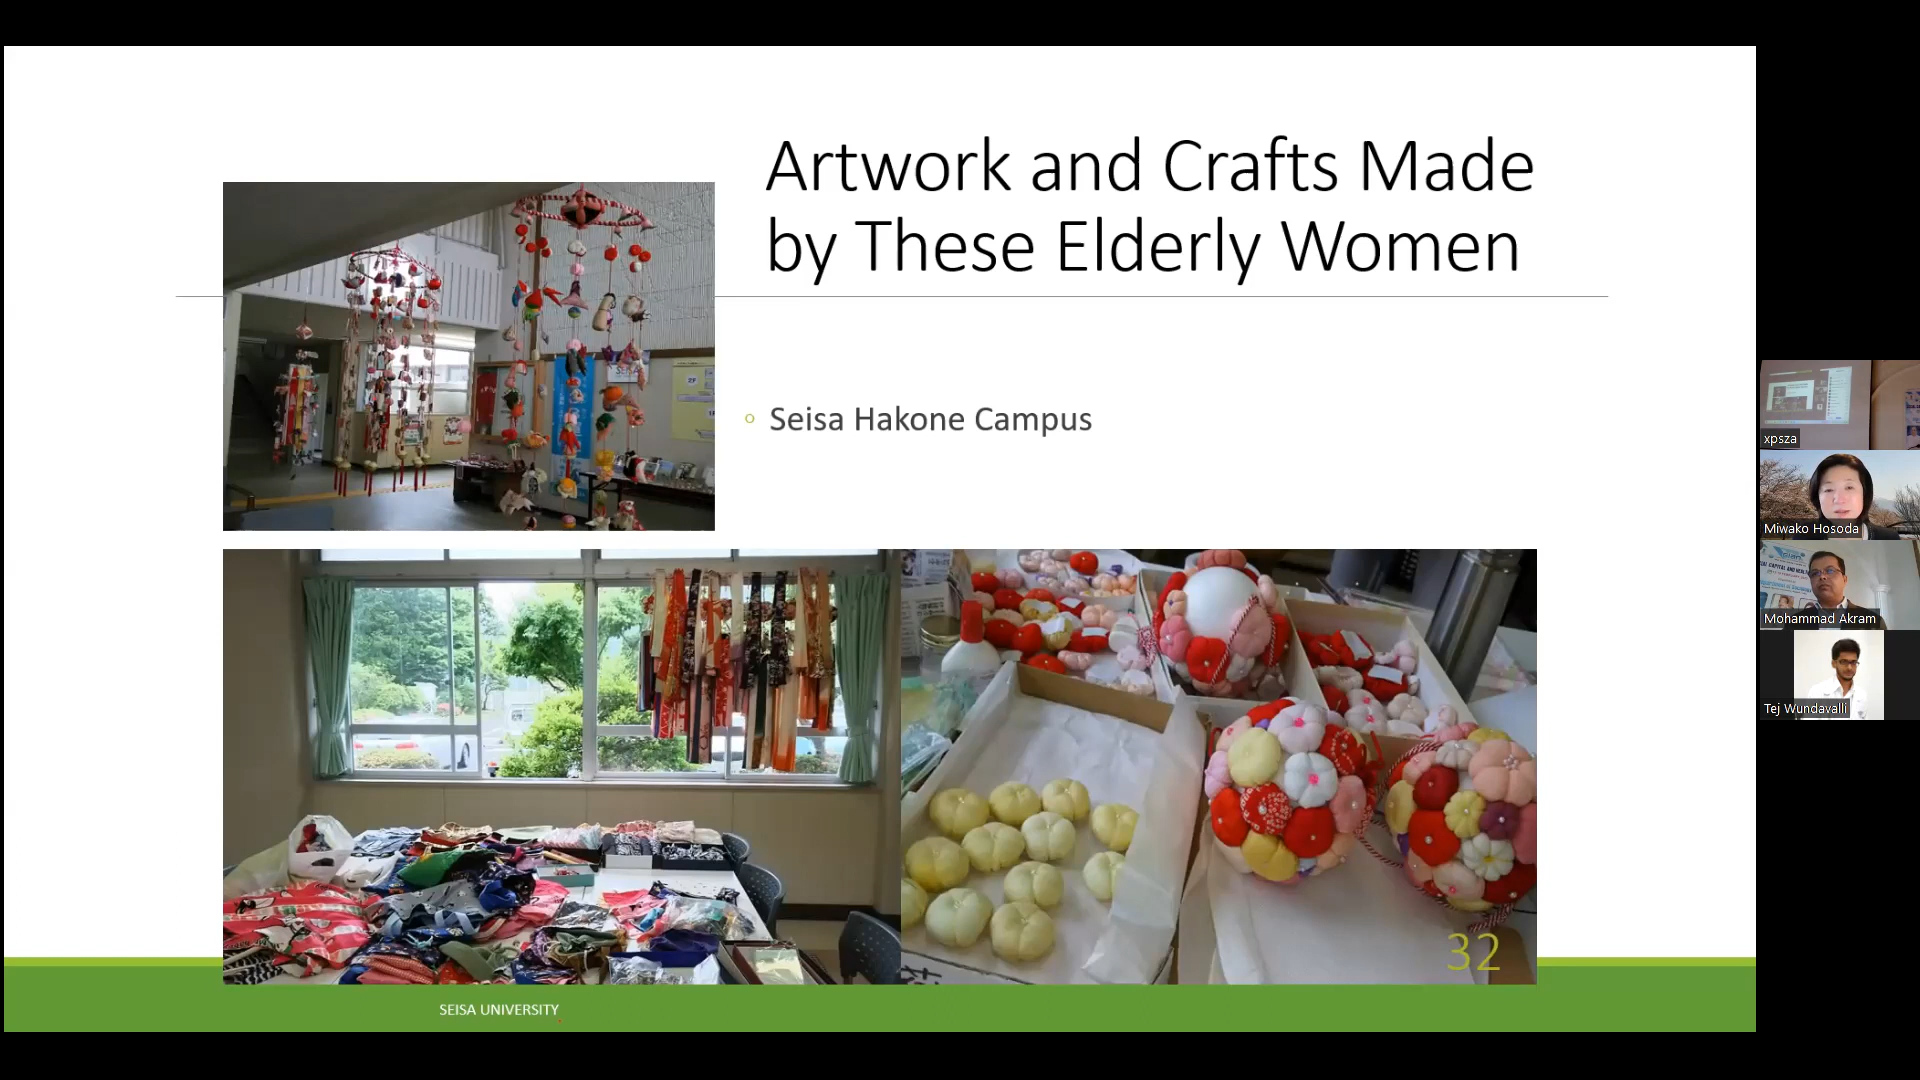 Artwork and Crafts Made
by These Elderly Women
Seisa Hakone Campus
32
SEISA UNIVERSITY
xpsza
Miwako Hosoda
Mohammad Akram
Tej Wundavalli